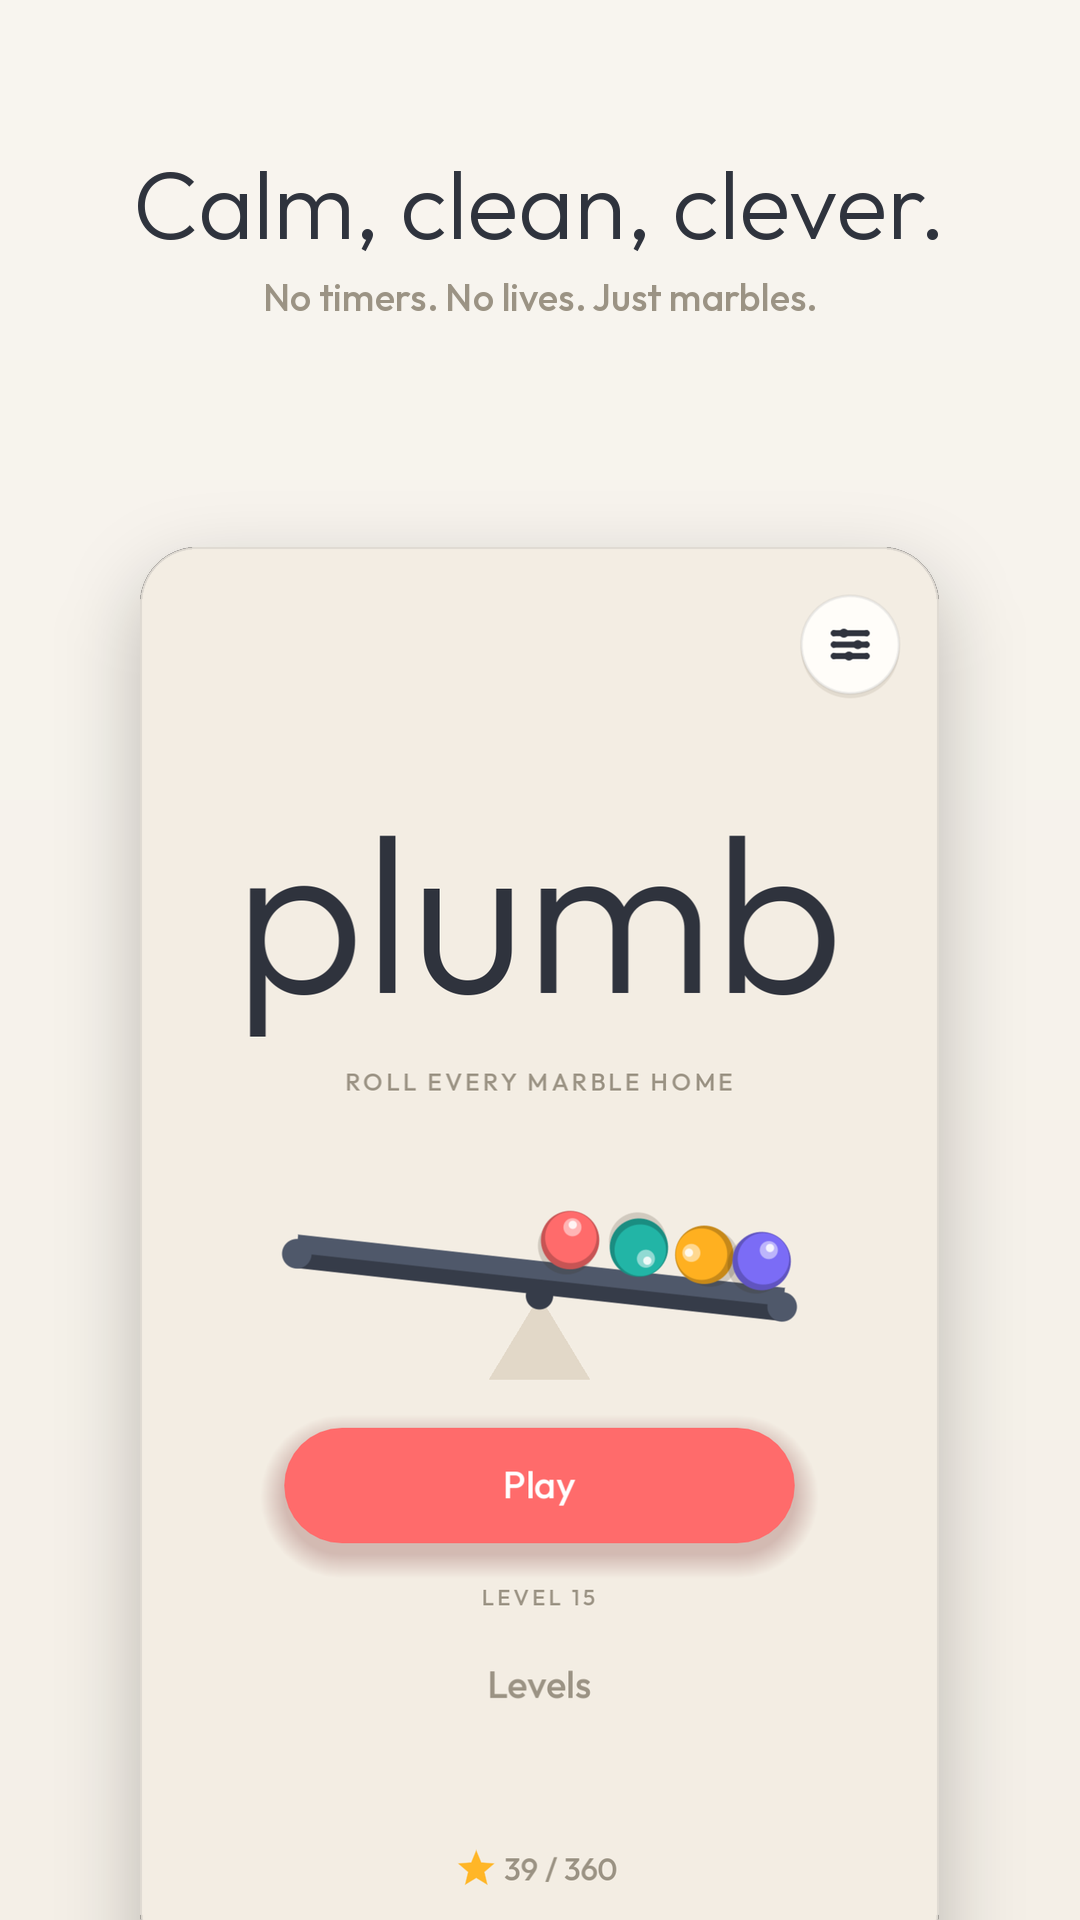 Calm, clean, clever.
No timers. No lives. Just marbles.
plumb
ROLL EVERY MARBLE HOME
Play
LEVEL 15
Levels
39 / 360